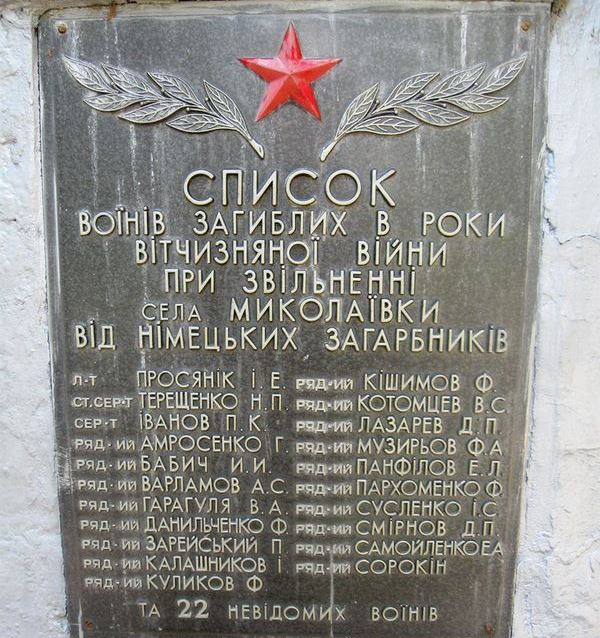 СПИСОК
ВОЇНІВ ЗАГИБЛИХ В РОКИ
ВІТЧИЗНЯНОЇ ВІЙНИ
ПРИ ЗВІЛЬНЕННІ
СЕЛА МИКОЛАЇВКИ
ВІД НІМЕЦЬКИХ ЗАГАРБНИКІВ
Л-Т ПРОСЯНІК І.Е.
СТ.СЕР-Т ТЕРЕЩЕНКО Н.П.
СЕР-Т ІВАНОВ П.К.
РЯД-ИЙ АМРОСЕНКО Г.
РЯД-ИЙ БАБИЧ И.И.
РЯД-ИЙ ВАРЛАМОВ А.С.
РЯД-ИЙ ГАРАГУЛЯ В.А.
РЯД-ИЙ ДАНИЛЬЧЕНКО Ф.
РЯД-ИЙ ЗАРЕЙСЬКИЙ П.
РЯД-ИЙ КАЛАШНИКОВ І.
РЯД-ИЙ КУЛИКОВ Ф.
РЯД-ИЙ КІШИМОВ Ф.
РЯД-ИЙ КОТОМЦЕВ В.С.
РЯД-ИЙ ЛАЗАРЕВ Д.П.
РЯД-ИЙ МУЗИРЬОВ Ф.А.
РЯД-ИЙ ПАНФІЛОВ Е.Л.
РЯД-ИЙ ПАРХОМЕНКО Ф.
РЯД-ИЙ СУСЛЕНКО І.С.
РЯД-ИЙ СМІРНОВ Д.П.
РЯД-ИЙ САМОЙЛЕНКО Е.А.
РЯД-ИЙ СОРОКІН
ТА 22 НЕВІДОМИХ ВОЇНІВ